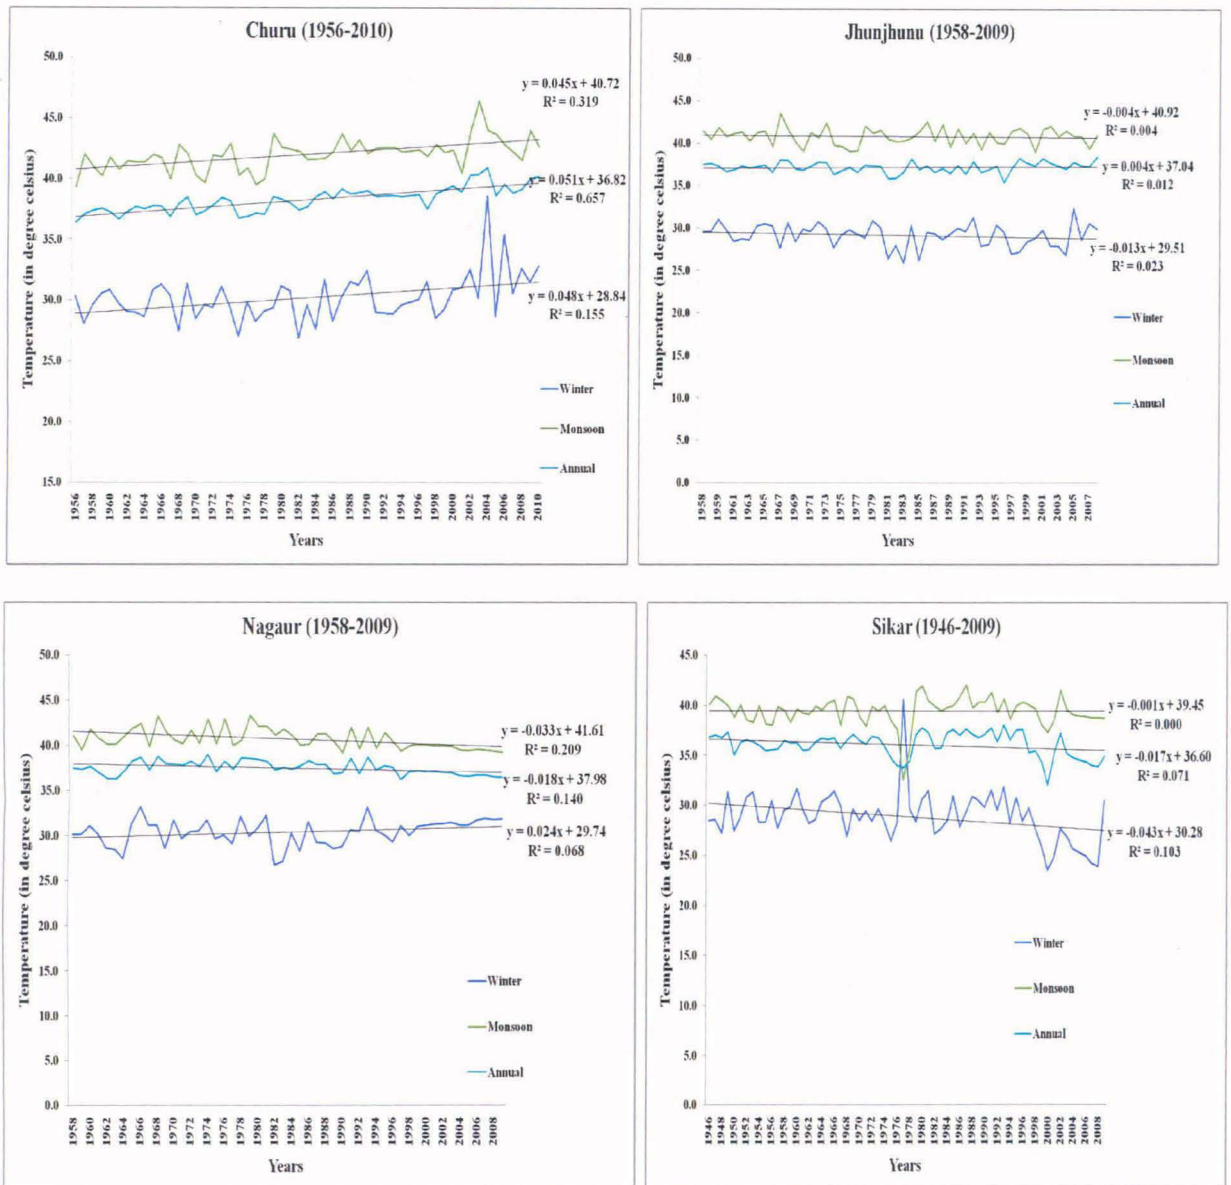 Churu (1956-2010)
Temperature (in degree celsius)
50.0
45.0
40.0
35.0
30.0
25.0
20.0
15.0
y = 0.045x + 40.72
R² = 0.319
y = 0.051x + 36.82
R² = 0.657
y = 0.048x + 28.84
R² = 0.155
Winter
Monsoon
Annual
1956 1958 1960 1962 1964 1966 1968 1970 1972 1974 1976 1978 1980 1982 1984 1986 1988 1990 1992 1994 1996 1998 2000 2002 2004 2006 2008 2010
Years
Jhunjhunu (1958-2009)
Temperature (in degree celsius)
50.0
45.0
40.0
35.0
30.0
25.0
20.0
15.0
10.0
5.0
0.0
y = -0.004x + 40.92
R² = 0.004
y = 0.004x + 37.04
R² = 0.012
y = -0.013x + 29.51
R² = 0.023
Winter
Monsoon
Annual
1958 1959 1961 1963 1965 1967 1969 1971 1973 1975 1977 1979 1981 1983 1985 1987 1989 1991 1993 1995 1997 1999 2001 2003 2005 2007
Years
Nagaur (1958-2009)
Temperature (in degree celsius)
50.0
45.0
40.0
35.0
30.0
25.0
20.0
15.0
10.0
5.0
0.0
y = -0.033x + 41.61
R² = 0.209
y = -0.018x + 37.98
R² = 0.140
y = 0.024x + 29.74
R² = 0.068
Winter
Monsoon
Annual
1958 1960 1962 1964 1966 1968 1970 1972 1974 1976 1978 1980 1982 1984 1986 1988 1990 1992 1994 1996 1998 2000 2002 2004 2006 2008
Years
Sikar (1946-2009)
Temperature (in degree celsius)
45.0
40.0
35.0
30.0
25.0
20.0
15.0
10.0
5.0
0.0
y = -0.001x + 39.45
R² = 0.000
y = -0.017x + 36.60
R² = 0.071
y = -0.043x + 30.28
R² = 0.103
Winter
Monsoon
Annual
1946 1948 1950 1952 1954 1956 1958 1960 1962 1964 1966 1968 1970 1972 1974 1976 1978 1980 1982 1984 1986 1988 1990 1992 1994 1996 1998 2000 2002 2004 2006 2008
Years